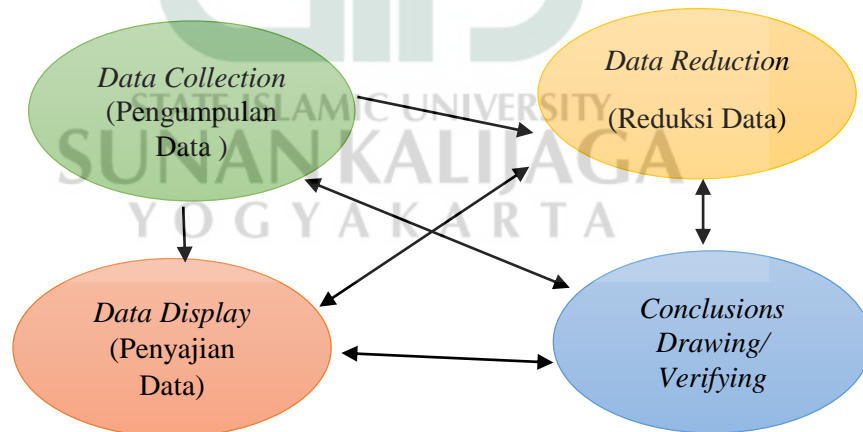 Data Collection
(Pengumpulan
Data )
Data Reduction
(Reduksi Data)
STATE ISLAMIC UNIVERSITY
SUNAN KALIJAGA
YOGYAKARTA
Data Display
(Penyajian
Data)
Conclusions
Drawing/
Verifying